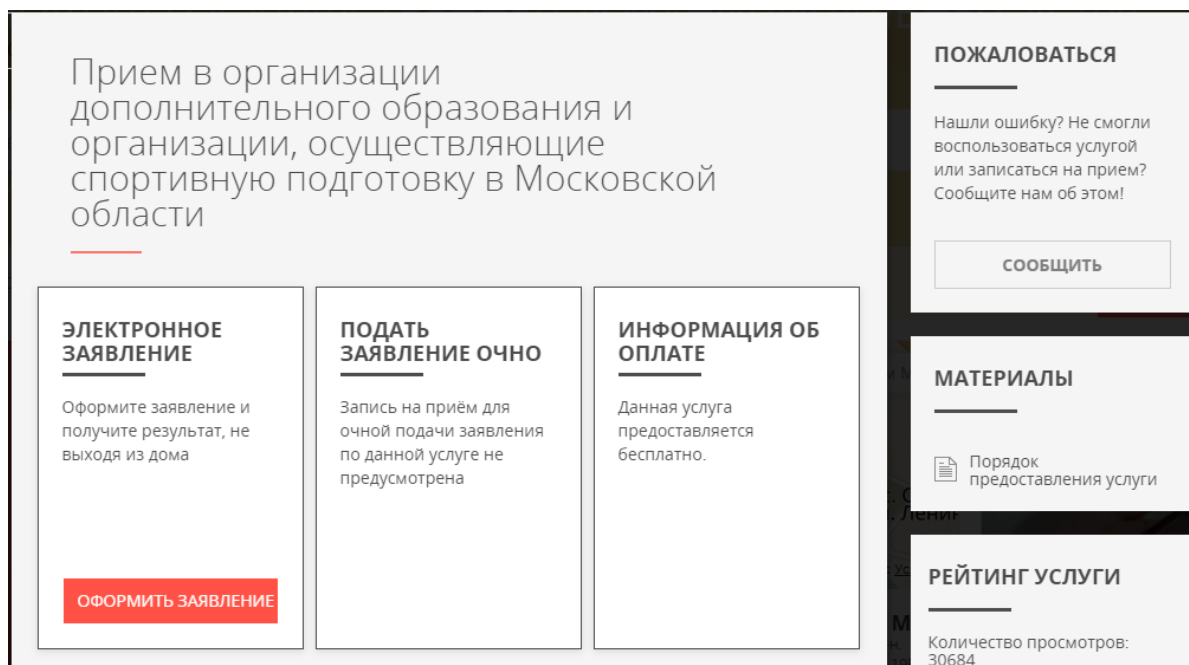 Прием в организации
дополнительного образования и
организации, осуществляющие
спортивную подготовку в Московской
области
ЭЛЕКТРОННОЕ
ЗАЯВЛЕНИЕ
Оформите заявление и
получите результат, не
выходя из дома
ОФОРМИТЬ ЗАЯВЛЕНИЕ
ПОДАТЬ
ЗАЯВЛЕНИЕ ОЧНО
Запись на приём для
очной подачи заявления
по данной услуге не
предусмотрена
ИНФОРМАЦИЯ ОБ
ОПЛАТЕ
Данная услуга
предоставляется
бесплатно.
ПОЖАЛОВАТЬСЯ
Нашли ошибку? Не смогли
воспользоваться услугой
или записаться на прием?
Сообщите нам об этом!
СООБЩИТЬ
МАТЕРИАЛЫ
Порядок
предоставления услуги
РЕЙТИНГ УСЛУГИ
Количество просмотров:
30684